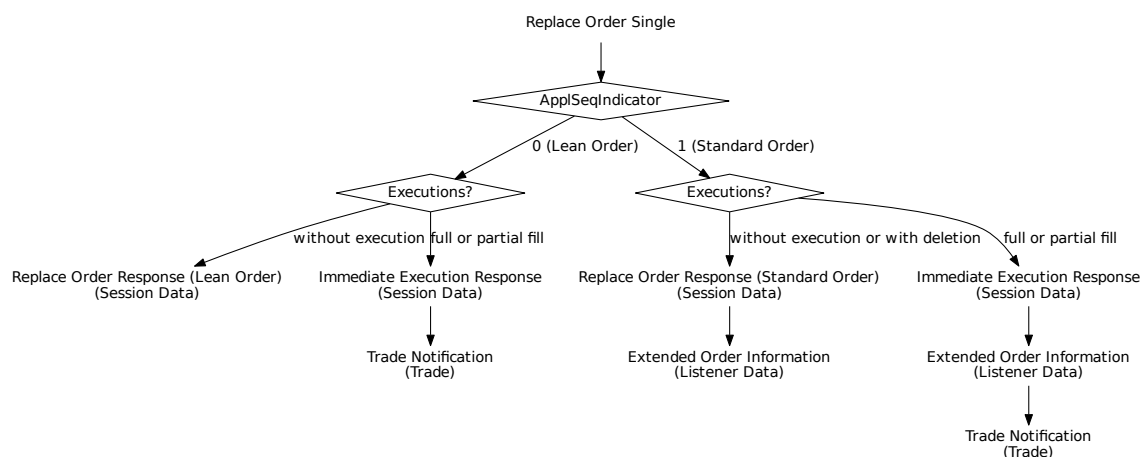 Replace Order Single
ApplSeqIndicator
0 (Lean Order)
1 (Standard Order)
Executions?
Executions?
without execution
full or partial fill
without execution or with deletion
full or partial fill
Replace Order Response (Lean Order)
(Session Data)
Immediate Execution Response
(Session Data)
Replace Order Response (Standard Order)
(Session Data)
Immediate Execution Response
(Session Data)
Trade Notification
(Trade)
Extended Order Information
(Listener Data)
Extended Order Information
(Listener Data)
Trade Notification
(Trade)